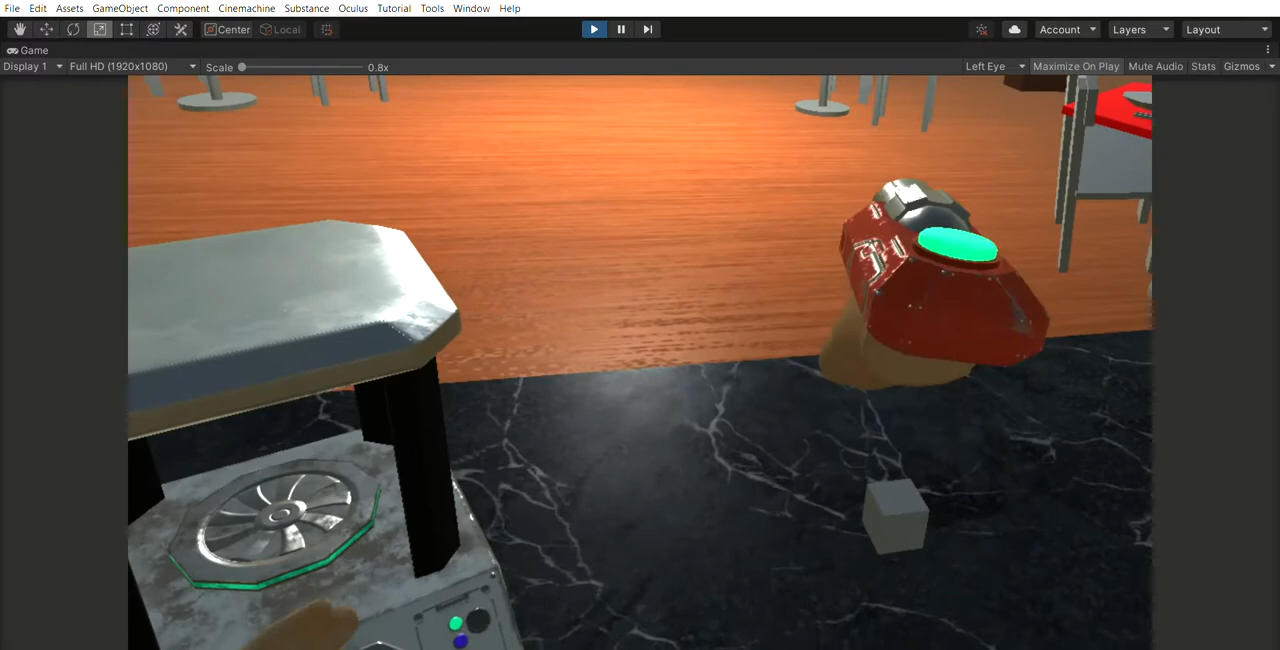 File Edit Assets GameObject Component Cinemachine Substance Oculus Tutorial Tools Window Help
Center Local Account Layers Layout
Game
Display 1 Full HD (1920x1080) Scale 0.8x Left Eye Maximize On Play Mute Audio Stats Gizmos